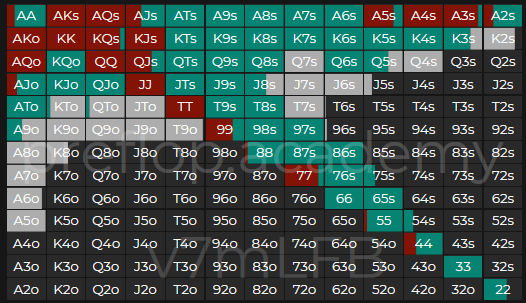 AA AKs AQs AJs ATs A9s A8s A7s A6s A5s A4s A3s A2s
AKo KK KQs KJs KTs K9s K8s K7s K6s K5s K4s K3s K2s
AQo KQo QQ QJs QTs Q9s Q8s Q7s Q6s Q5s Q4s Q3s Q2s
AJo KJo QJo JJ JTs J9s J8s J7s J6s J5s J4s J3s J2s
ATo KTo QTo JTo TT T9s T8s T7s T6s T5s T4s T3s T2s
A9o K9o Q9o J9o T9o 99 98s 97s 96s 95s 94s 93s 92s
preflop.academy
A8o K8o Q8o J8o T8o 98o 88 87s 86s 85s 84s 83s 82s
A7o K7o Q7o J7o T7o 97o 87o 77 76s 75s 74s 73s 72s
A6o K6o Q6o J6o T6o 96o 86o 76o 66 65s 64s 63s 62s
A5o K5o Q5o J5o T5o 95o 85o 75o 65o 55 54s 53s 52s
A4o K4o Q4o J4o T4o 94o 84o 74o 64o 54o 44 43s 42s
A3o K3o Q3o J3o T3o 93o 83o 73o 63o 53o 43o 33 32s
A2o K2o Q2o J2o T2o 92o 82o 72o 62o 52o 42o 32o 22